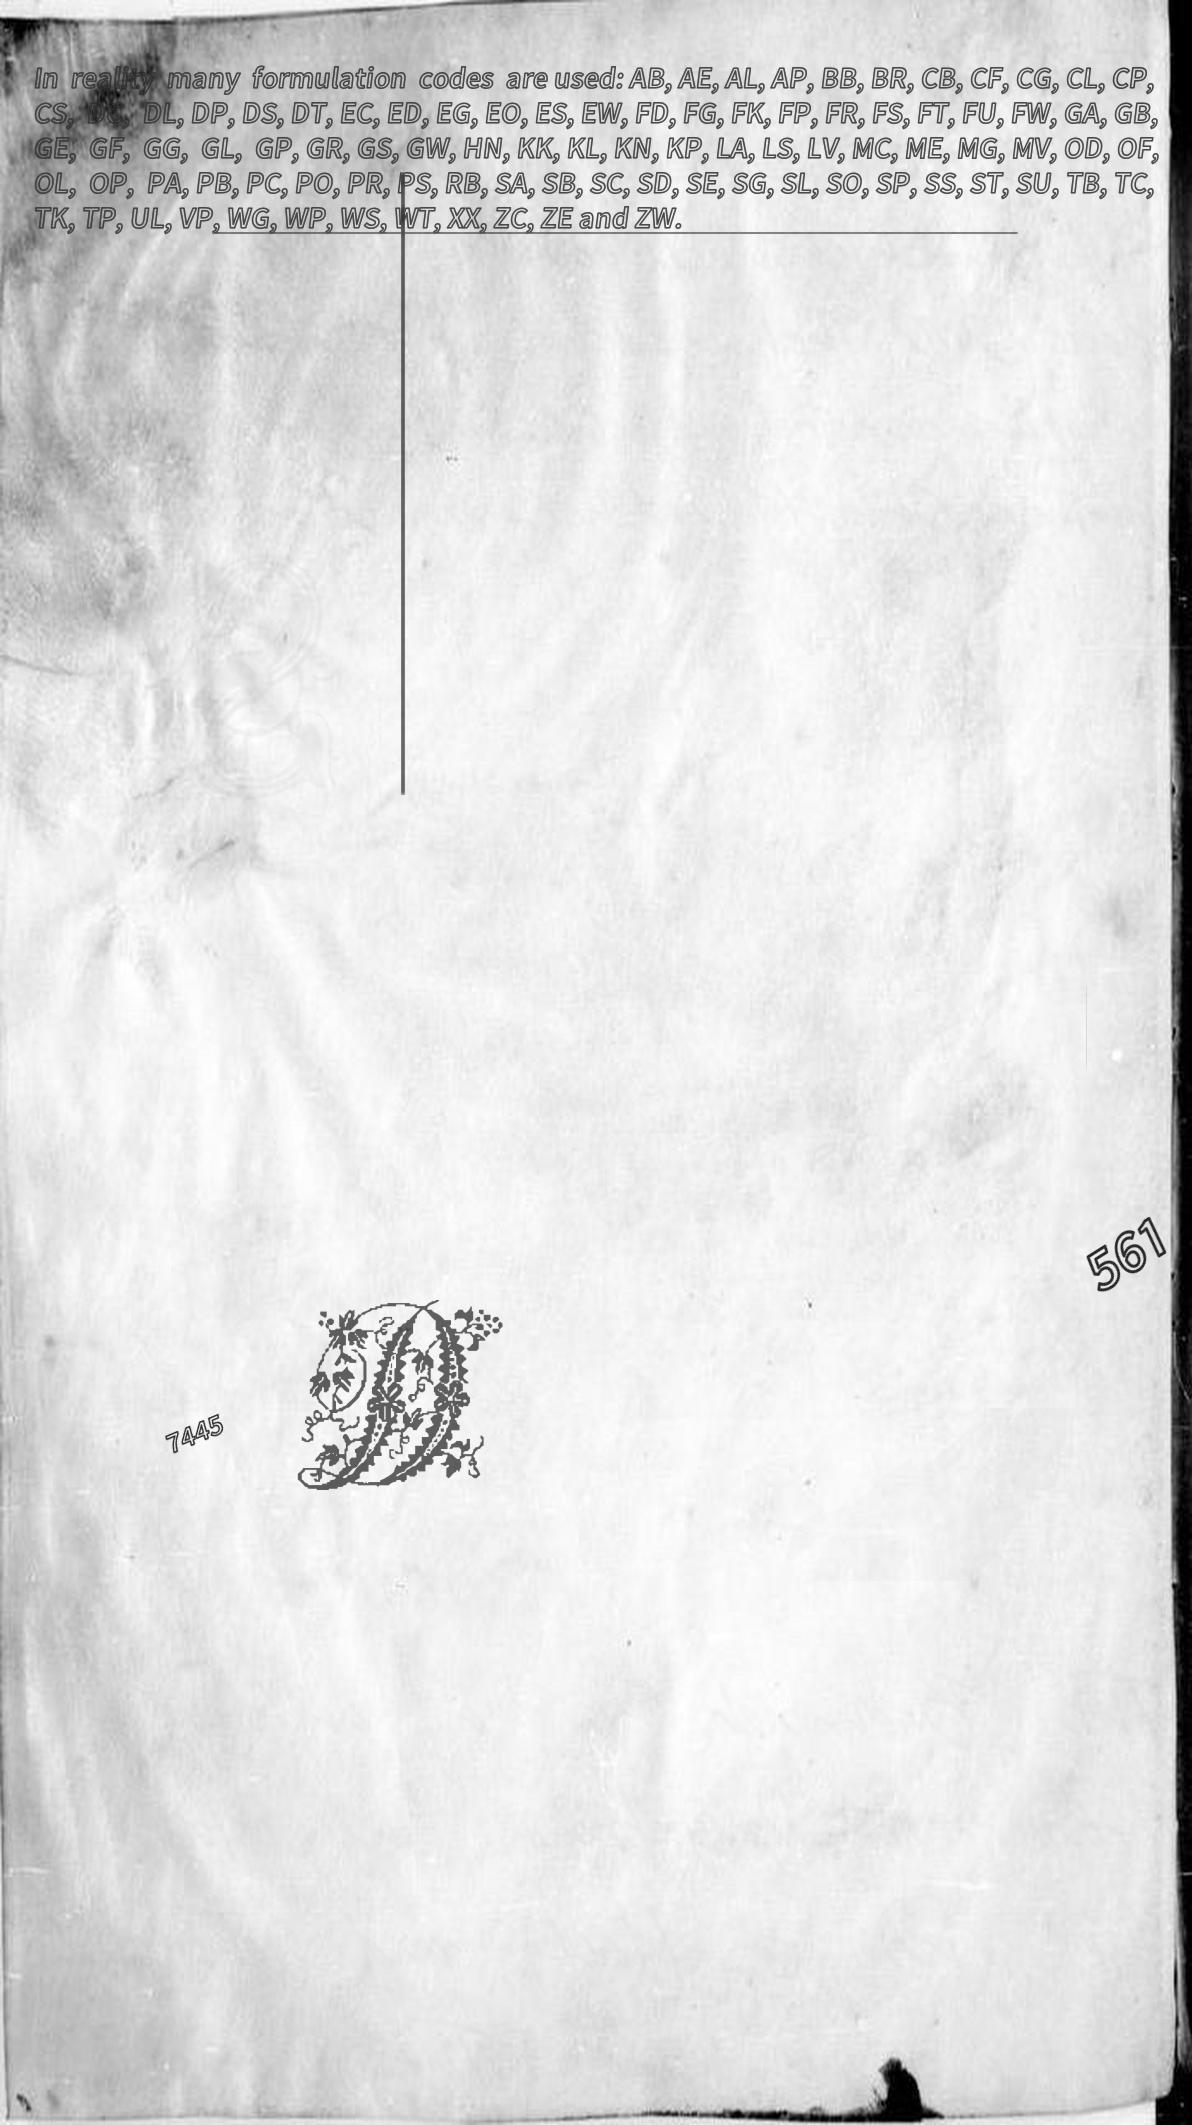 In reality many formulation codes are used: AB, AE, AL, AP, BB, BR, CB, CF, CG, CL, CP,
CS, DC, DL, DP, DS, DT, EC, ED, EG, EO, ES, EW, FD, FG, FK, FP, FR, FS, FT, FU, FW, GA, GB,
GE, GF, GG, GL, GP, GR, GS, GW, HN, KK, KL, KN, KP, LA, LS, LV, MC, ME, MG, MV, OD, OF,
OL, OP, PA, PB, PC, PO, PR, PS, RB, SA, SB, SC, SD, SE, SG, SL, SO, SP, SS, ST, SU, TB, TC,
TK, TP, UL, VP, WG, WP, WS, WT, XX, ZC, ZE and ZW.
561
7445